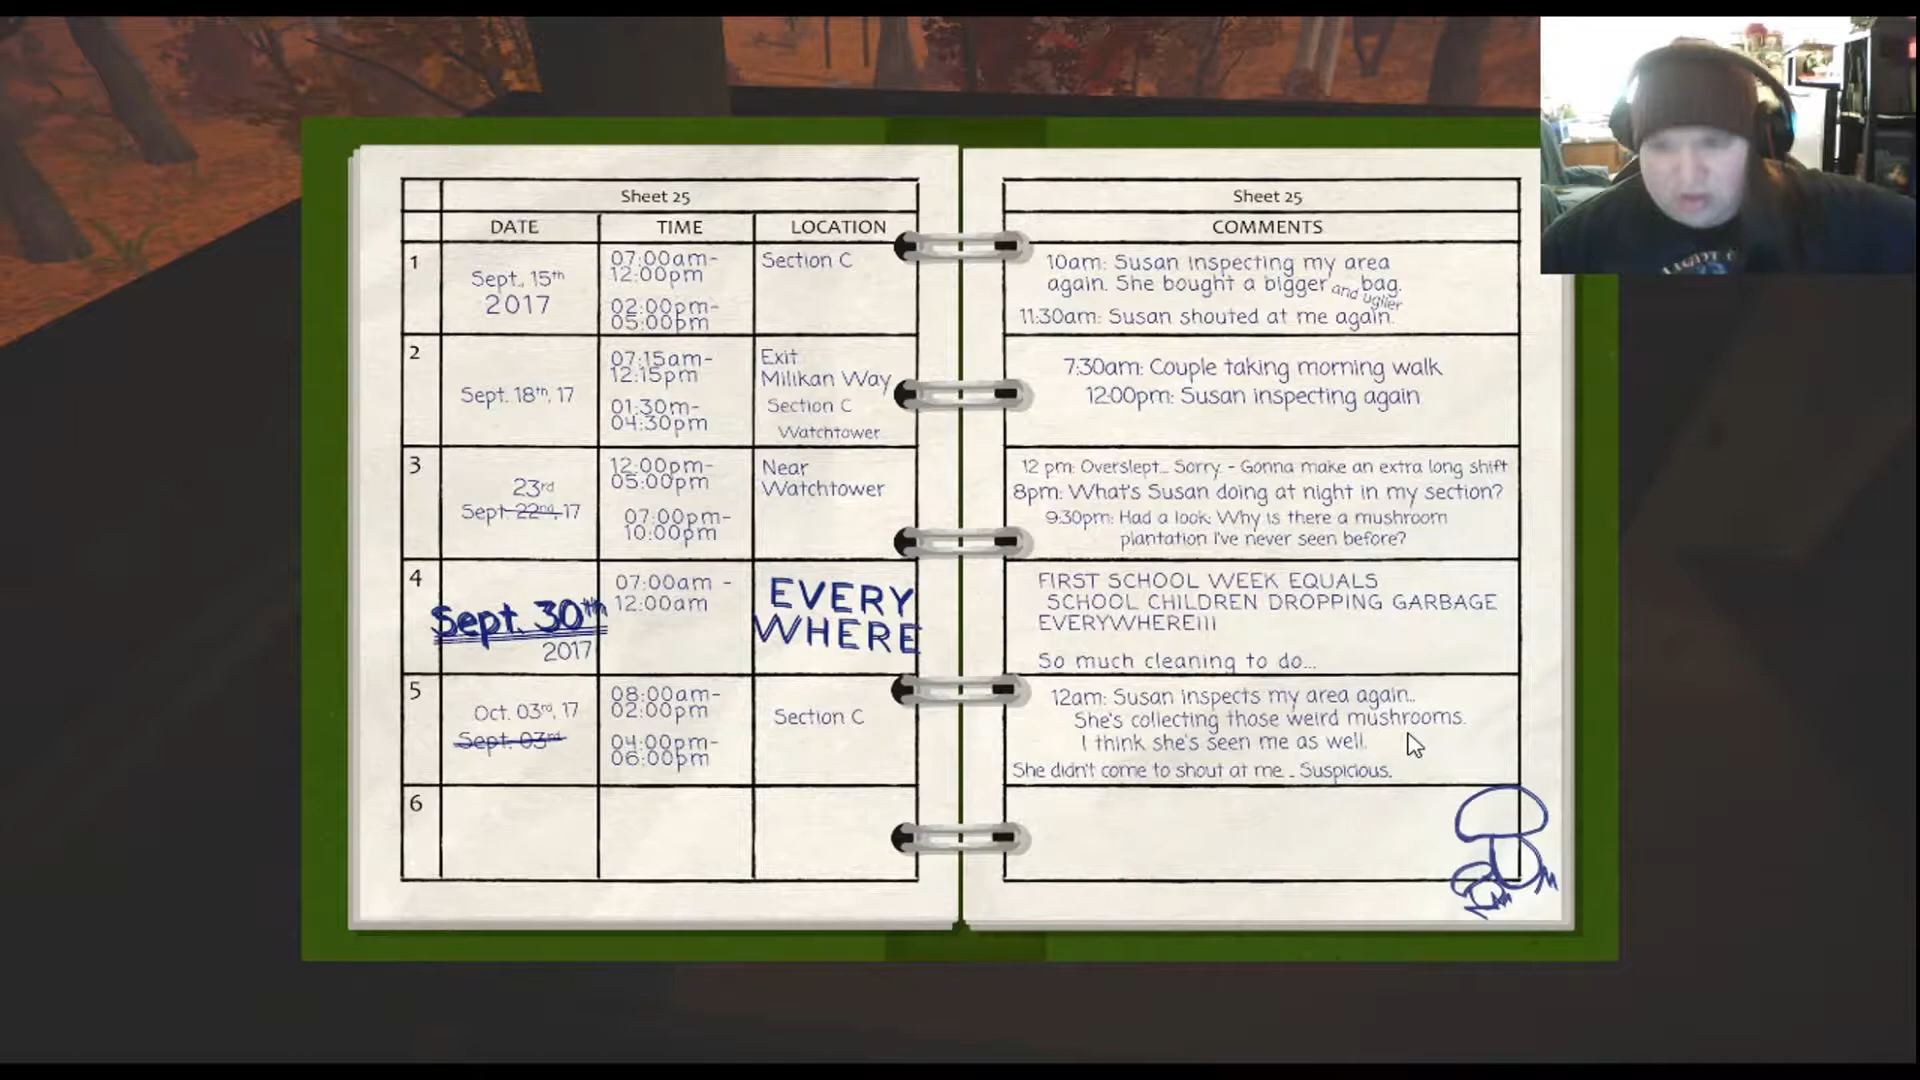 Sheet 25
DATE TIME LOCATION
1
Sept., 15th
2017
07:00am-
12:00pm
02:00pm-
05:00pm
Section C
2
Sept. 18th, 17
07:15am-
12:15pm
01:30m-
04:30pm
Exit
Milikan Way
Section C
Watchtower
3
23rd
Sept. 22nd, 17
12:00pm-
05:00pm
07:00pm-
10:00pm
Near
Watchtower
4
Sept. 30th
2017
07:00am -
12:00am
EVERY
WHERE
5
Oct. 03rd, 17
Sept. 03rd
08:00am-
02:00pm
04:00pm-
06:00pm
Section C
6
Sheet 25
COMMENTS
10am: Susan inspecting my area
again. She bought a bigger and uglier bag.
11:30am: Susan shouted at me again.
7:30am: Couple taking morning walk
12:00pm: Susan inspecting again
12 pm: Overslept... Sorry. - Gonna make an extra long shift
8pm: What's Susan doing at night in my section?
9:30pm: Had a look: Why is there a mushroom
plantation I've never seen before?
FIRST SCHOOL WEEK EQUALS
SCHOOL CHILDREN DROPPING GARBAGE
EVERYWHERE!!!
So much cleaning to do...
12am: Susan inspects my area again...
She's collecting those weird mushrooms.
I think she's seen me as well.
She didn't come to shout at me... Suspicious.